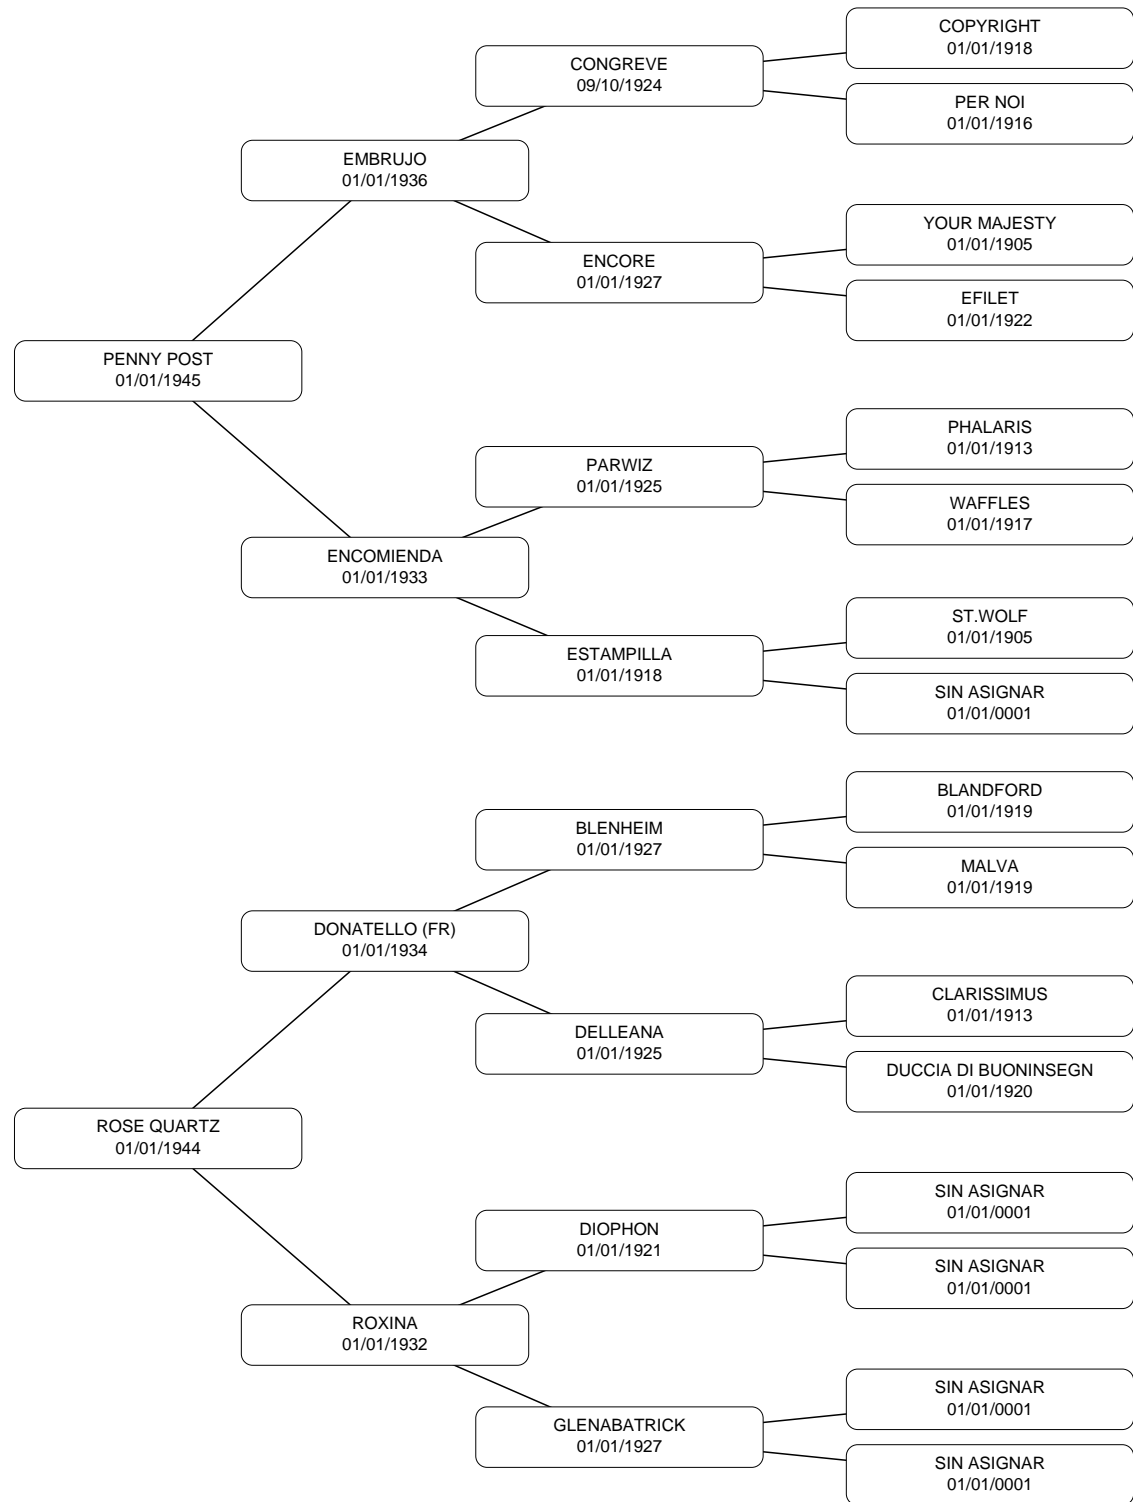 COPYRIGHT
01/01/1918
CONGREVE
09/10/1924
PER NOI
01/01/1916
EMBRUJO
01/01/1936
YOUR MAJESTY
01/01/1905
ENCORE
01/01/1927
EFILET
01/01/1922
PENNY POST
01/01/1945
PHALARIS
01/01/1913
PARWIZ
01/01/1925
WAFFLES
01/01/1917
ENCOMIENDA
01/01/1933
ST.WOLF
01/01/1905
ESTAMPILLA
01/01/1918
SIN ASIGNAR
01/01/0001
BLANDFORD
01/01/1919
BLENHEIM
01/01/1927
MALVA
01/01/1919
DONATELLO (FR)
01/01/1934
CLARISSIMUS
01/01/1913
DELLEANA
01/01/1925
DUCCIA DI BUONINSEGN
01/01/1920
ROSE QUARTZ
01/01/1944
SIN ASIGNAR
01/01/0001
DIOPHON
01/01/1921
SIN ASIGNAR
01/01/0001
ROXINA
01/01/1932
SIN ASIGNAR
01/01/0001
GLENABATRICK
01/01/1927
SIN ASIGNAR
01/01/0001